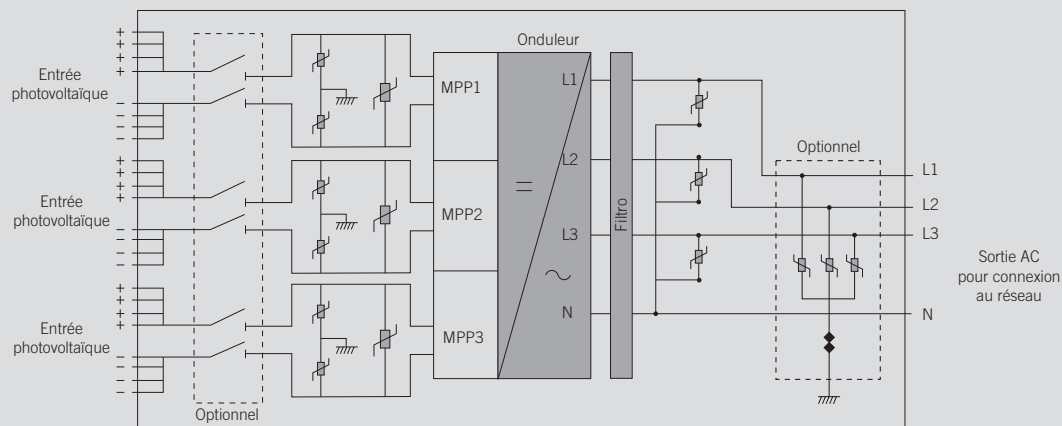 +
+
+
+
Entrée
photovoltaïque
−
−
−
−
+
+
+
+
Entrée
photovoltaïque
−
−
−
−
+
+
+
+
Entrée
photovoltaïque
−
−
−
−
Optionnel
MPP1
MPP2
MPP3
Onduleur
L1
L2
L3
N
Filtro
Optionnel
L1
L2
L3
N
Sortie AC
pour connexion
au réseau